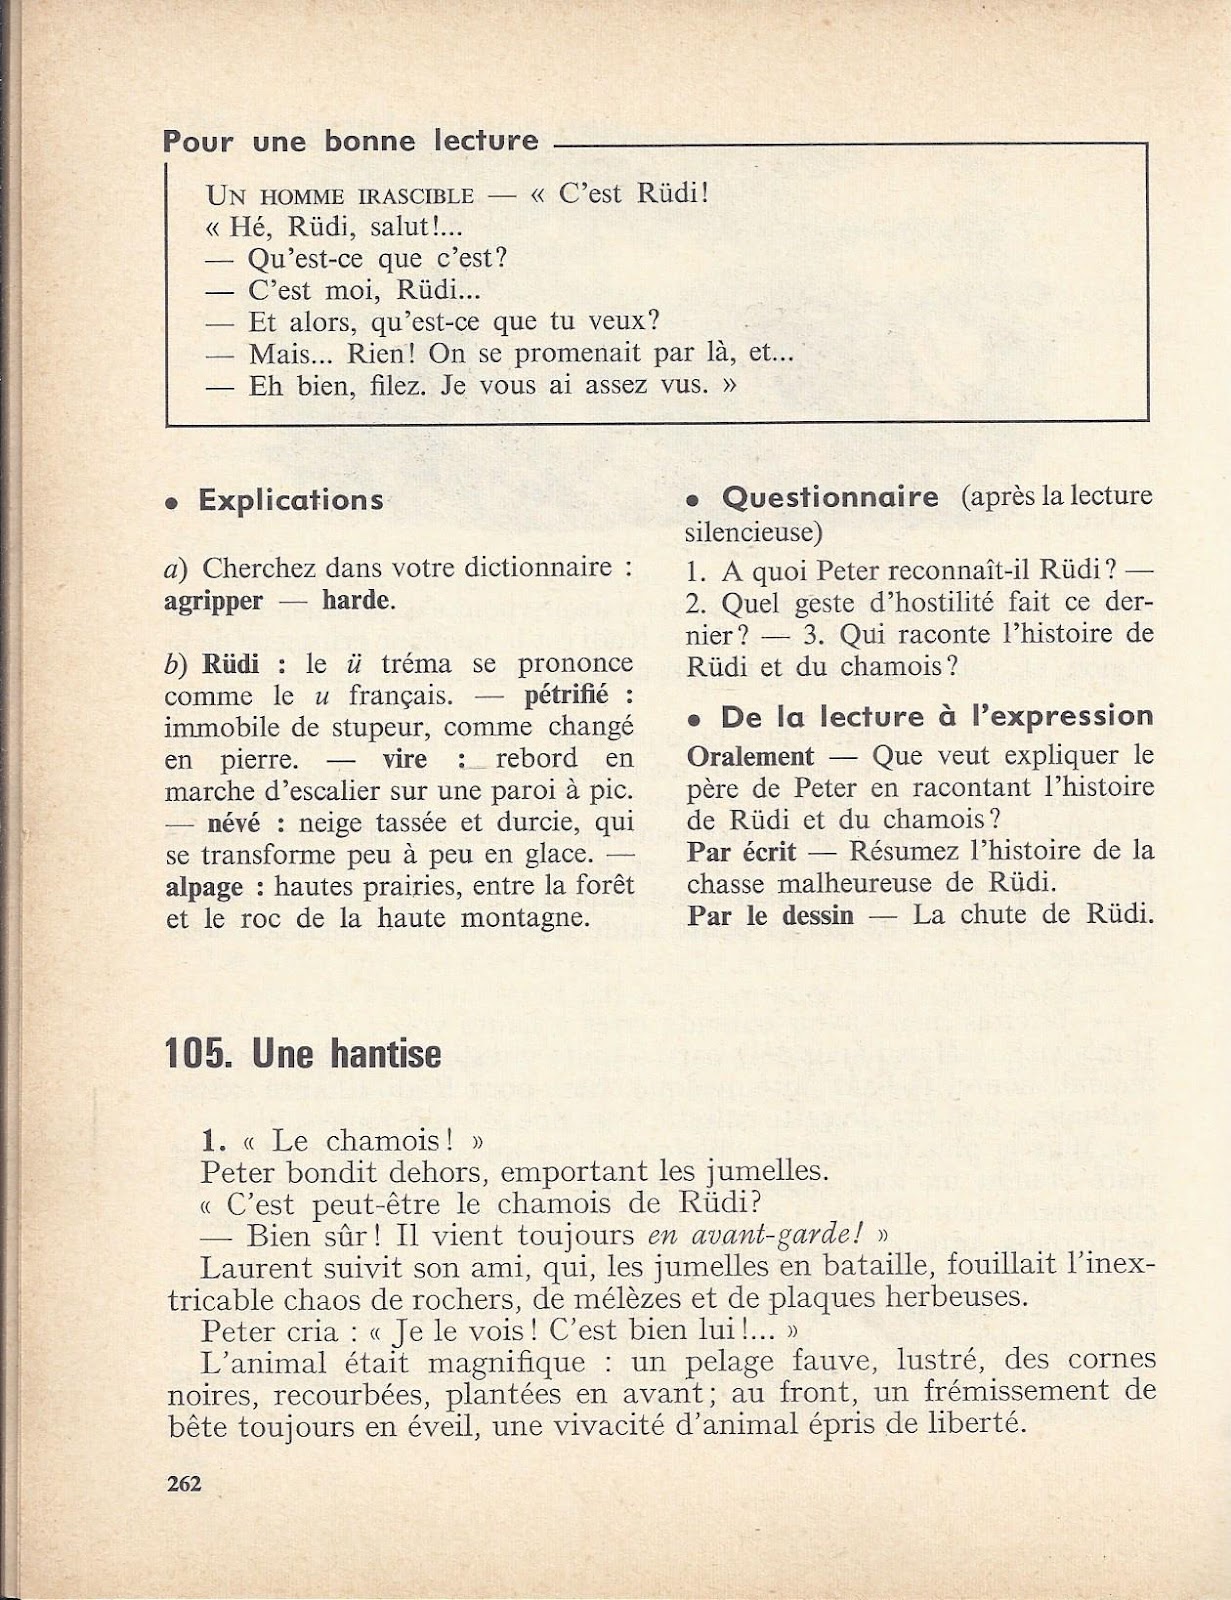 Pour une bonne lecture
UN HOMME IRASCIBLE — « C'est Rüdi!
« Hé, Rüdi, salut!...
— Qu'est-ce que c'est?
— C'est moi, Rüdi...
— Et alors, qu'est-ce que tu veux?
— Mais... Rien! On se promenait par là, et...
— Eh bien, filez. Je vous ai assez vus. »
• Explications
a) Cherchez dans votre dictionnaire :
agripper — harde.
b) Rüdi : le ü tréma se prononce
comme le u français. — pétrifié :
immobile de stupeur, comme changé
en pierre. — vire : rebord en
marche d'escalier sur une paroi à pic.
— névé : neige tassée et durcie, qui
se transforme peu à peu en glace. —
alpage : hautes prairies, entre la forêt
et le roc de la haute montagne.
• Questionnaire (après la lecture
silencieuse)
1. A quoi Peter reconnaît-il Rüdi? —
2. Quel geste d'hostilité fait ce der-
nier? — 3. Qui raconte l'histoire de
Rüdi et du chamois?
• De la lecture à l'expression
Oralement — Que veut expliquer le
père de Peter en racontant l'histoire
de Rüdi et du chamois?
Par écrit — Résumez l'histoire de la
chasse malheureuse de Rüdi.
Par le dessin — La chute de Rüdi.
105. Une hantise
1. « Le chamois! »
Peter bondit dehors, emportant les jumelles.
« C'est peut-être le chamois de Rüdi?
— Bien sûr! Il vient toujours en avant-garde! »
Laurent suivit son ami, qui, les jumelles en bataille, fouillait l'inex-
tricable chaos de rochers, de mélèzes et de plaques herbeuses.
Peter cria : « Je le vois! C'est bien lui!... »
L'animal était magnifique : un pelage fauve, lustré, des cornes
noires, recourbées, plantées en avant; au front, un frémissement de
bête toujours en éveil, une vivacité d'animal épris de liberté.
262